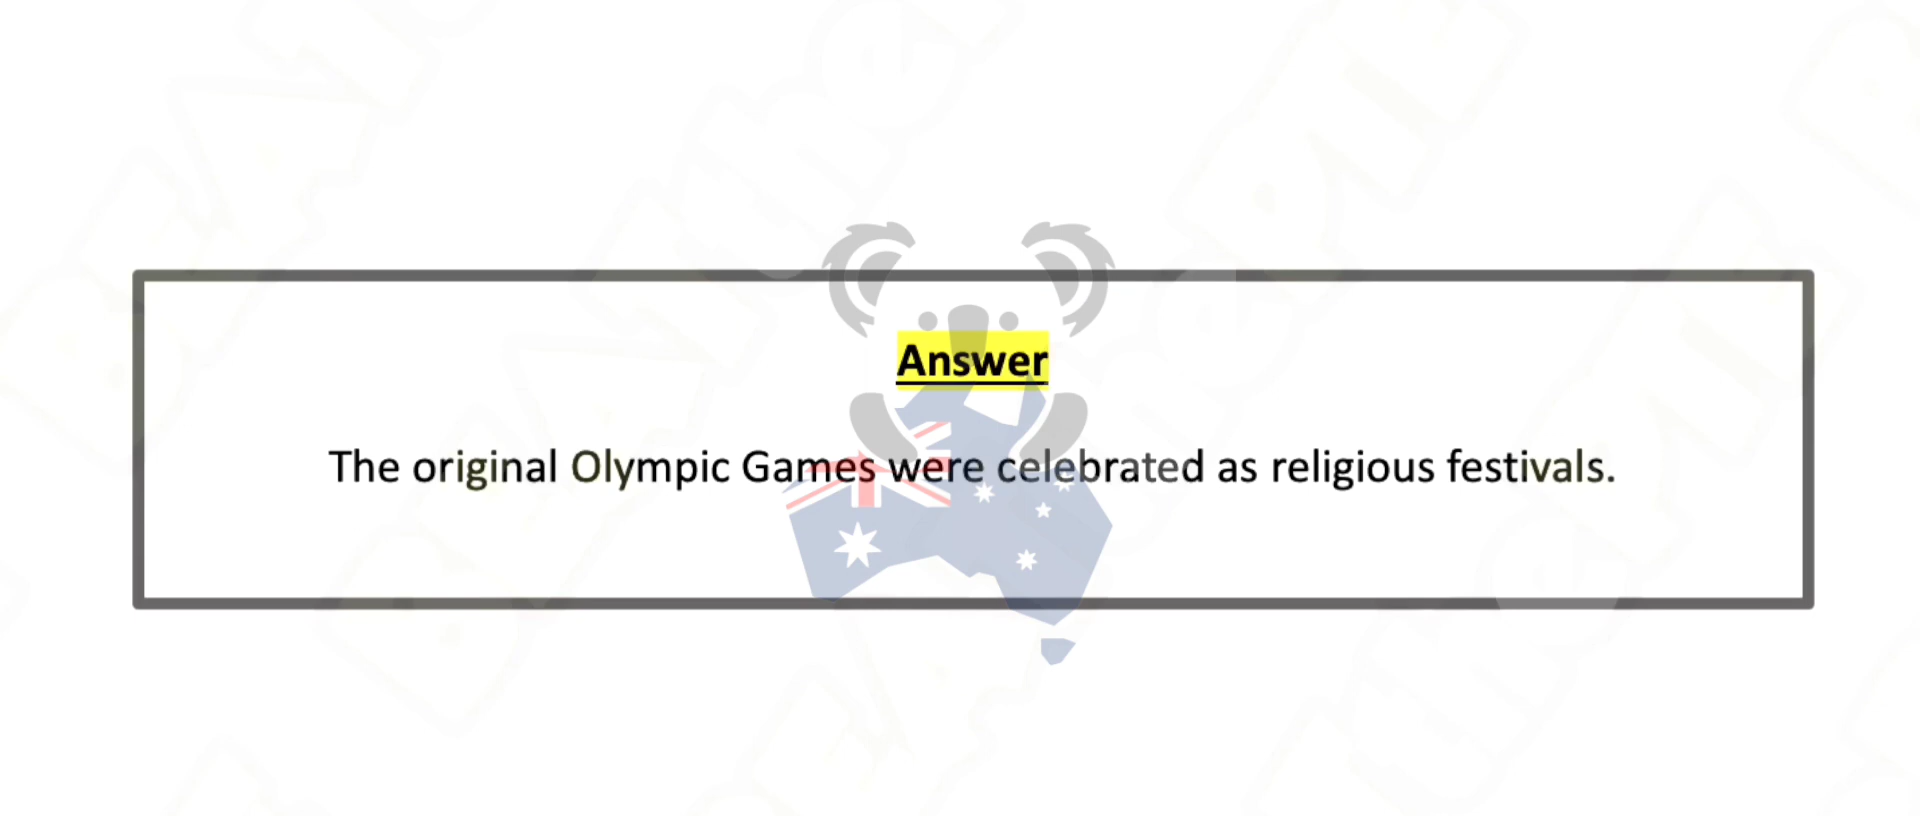 Answer
The original Olympic Games were celebrated as religious festivals.